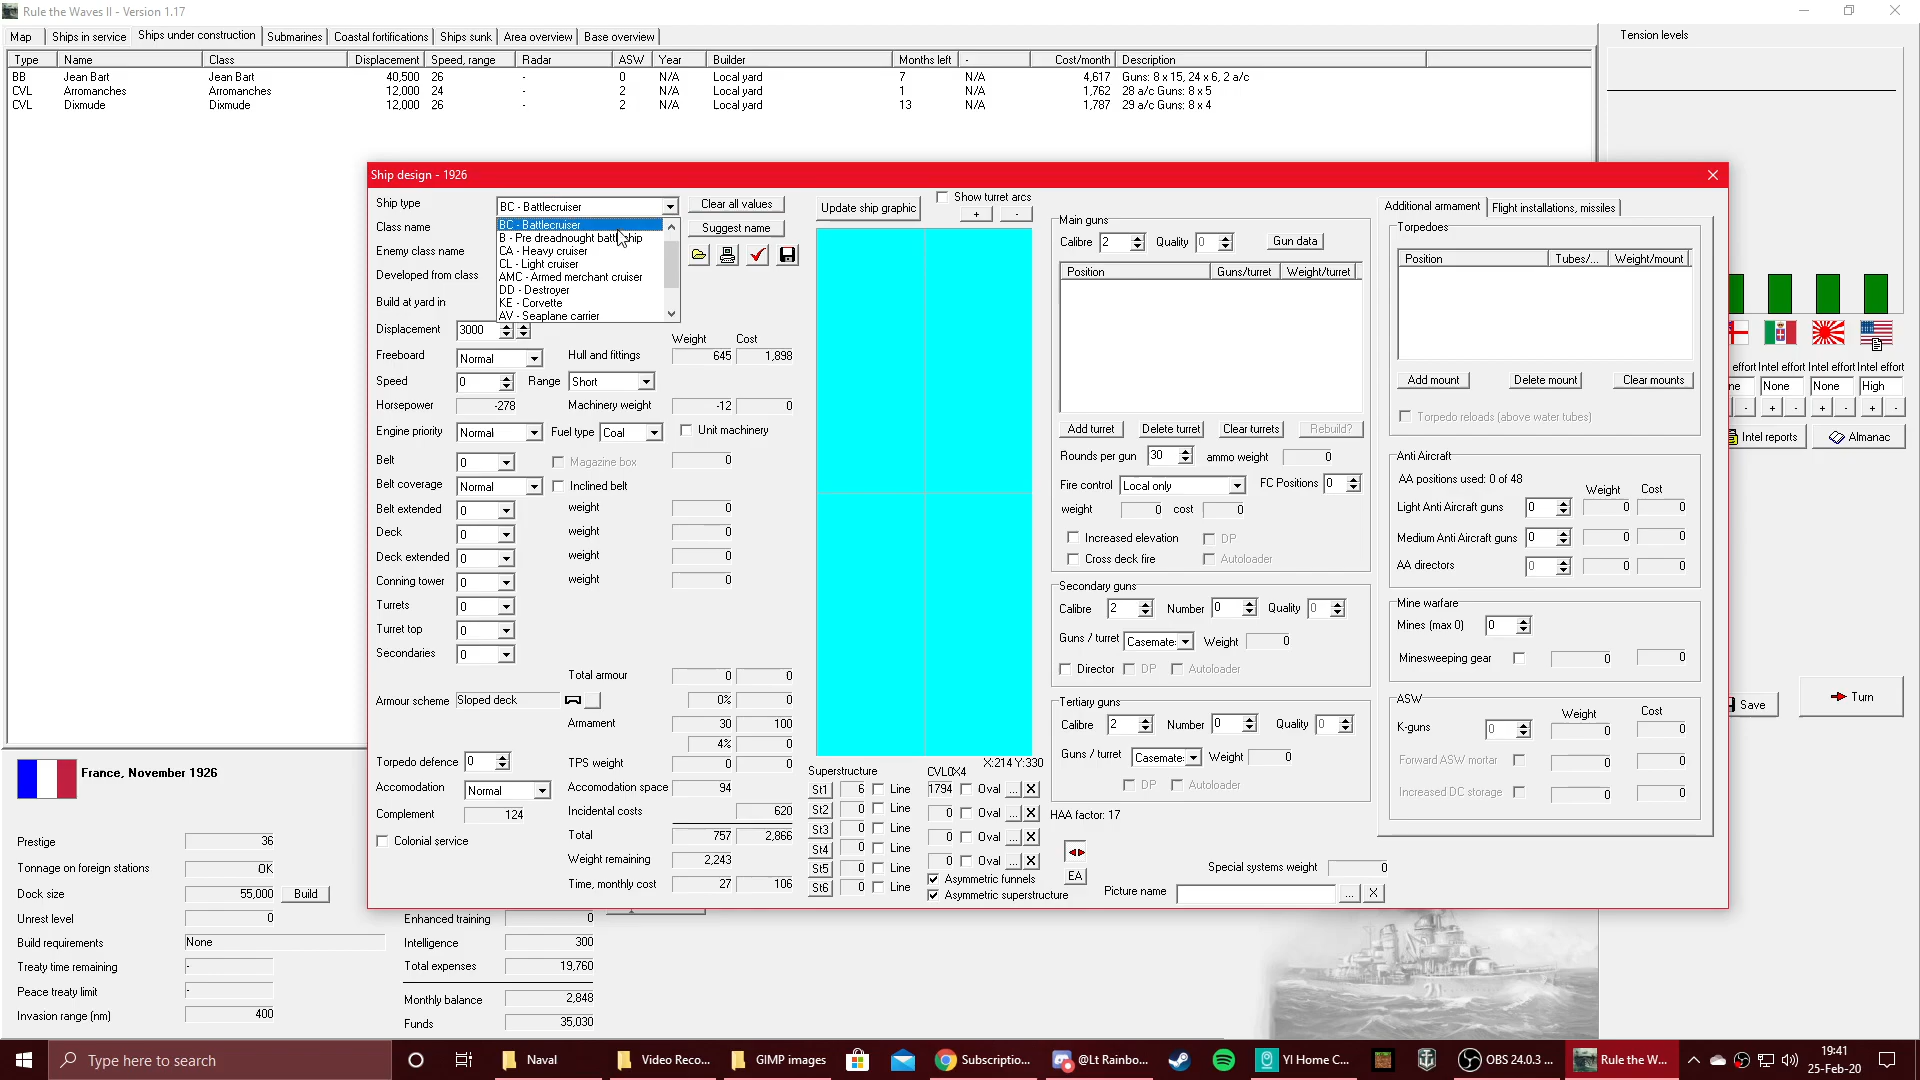 Rule the Waves II - Version 1.17
Map Ships in service Ships under construction Submarines Coastal fortifications Ships sunk Area overview Base overview
Tension levels
Type Name Class Displacement Speed, range Radar ASW Year Builder Months left - Cost/month Description
BB Jean Bart Jean Bart 40,500 26 - 0 N/A Local yard 7 N/A 4,617 Guns: 8 x 15, 24 x 6, 2 a/c
CVL Arromanches Arromanches 12,000 24 - 2 N/A Local yard 1 N/A 1,762 28 a/c Guns: 8 x 5
CVL Dixmude Dixmude 12,000 26 - 2 N/A Local yard 13 N/A 1,787 29 a/c Guns: 8 x 4
Ship design - 1926
Ship type BC - Battlecruiser Clear all values
Class name Suggest name
Enemy class name
Developed from class
Build at yard in
BC - Battlecruiser
B - Pre dreadnought battleship
CA - Heavy cruiser
CL - Light cruiser
AMC - Armed merchant cruiser
DD - Destroyer
KE - Corvette
AV - Seaplane carrier
Displacement 3000
Weight Cost
Freeboard Normal Hull and fittings 645 1,898
Speed 0 Range Short
Horsepower -278 Machinery weight -12 0
Engine priority Normal Fuel type Coal Unit machinery
Belt 0 Magazine box 0
Belt coverage Normal Inclined belt
Belt extended 0 weight 0
Deck 0 weight 0
Deck extended 0 weight 0
Conning tower 0 weight 0
Turrets 0
Turret top 0
Secondaries 0
Total armour 0 0
Armour scheme Sloped deck 0% 0
Armament 30 100
4% 0
Torpedo defence 0 TPS weight 0 0
Accomodation Normal Accomodation space 94
Complement 124 Incidental costs 620
Total 757 2,866
Colonial service
Weight remaining 2,243
Time, monthly cost 27 106
Update ship graphic
Show turret arcs
+ -
X:214 Y:330
Superstructure CVL0X4
St1 6 Line 1794 Oval ... X
St2 0 Line 0 Oval ... X
St3 0 Line 0 Oval ... X
St4 0 Line 0 Oval ... X
St5 0 Line Asymmetric funnels
St6 0 Line Asymmetric superstructure
Main guns
Calibre 2 Quality 0 Gun data
Position Guns/turret Weight/turret
Add turret Delete turret Clear turrets Rebuild?
Rounds per gun 30 ammo weight 0
Fire control Local only FC Positions 0
weight 0 cost 0
Increased elevation DP
Cross deck fire Autoloader
Secondary guns
Calibre 2 Number 0 Quality 0
Guns / turret Casemate: Weight 0
Director DP Autoloader
Tertiary guns
Calibre 2 Number 0 Quality 0
Guns / turret Casemate: Weight 0
DP Autoloader
HAA factor: 17
EA
Special systems weight 0
Picture name ... X
Additional armament Flight installations, missiles
Torpedoes
Position Tubes/... Weight/mount
Add mount Delete mount Clear mounts
Torpedo reloads (above water tubes)
Anti Aircraft
AA positions used: 0 of 48
Weight Cost
Light Anti Aircraft guns 0 0 0
Medium Anti Aircraft guns 0 0 0
AA directors 0 0 0
Mine warfare
Mines (max 0) 0
Minesweeping gear 0 0
ASW
Weight Cost
K-guns 0 0 0
Forward ASW mortar 0 0
Increased DC storage 0 0
effort Intel effort Intel effort Intel effort
ne None None High
- + - + - + -
Intel reports Almanac
Save Turn
France, November 1926
Prestige 36
Tonnage on foreign stations OK
Dock size 55,000 Build
Unrest level 0
Build requirements None
Treaty time remaining -
Peace treaty limit -
Invasion range (nm) 400
Enhanced training 0
Intelligence 300
Total expenses 19,760
Monthly balance 2,848
Funds 35,030
21
Type here to search
Naval
Video Reco...
GIMP images
Subscriptio...
@Lt Rainbo...
YI Home C...
OBS 24.0.3 ...
Rule the W...
19:41
25-Feb-20